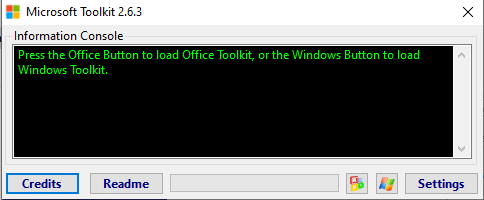 Microsoft Toolkit 2.6.3
Information Console
Press the Office Button to load Office Toolkit, or the Windows Button to load
Windows Toolkit.
Credits Readme Settings